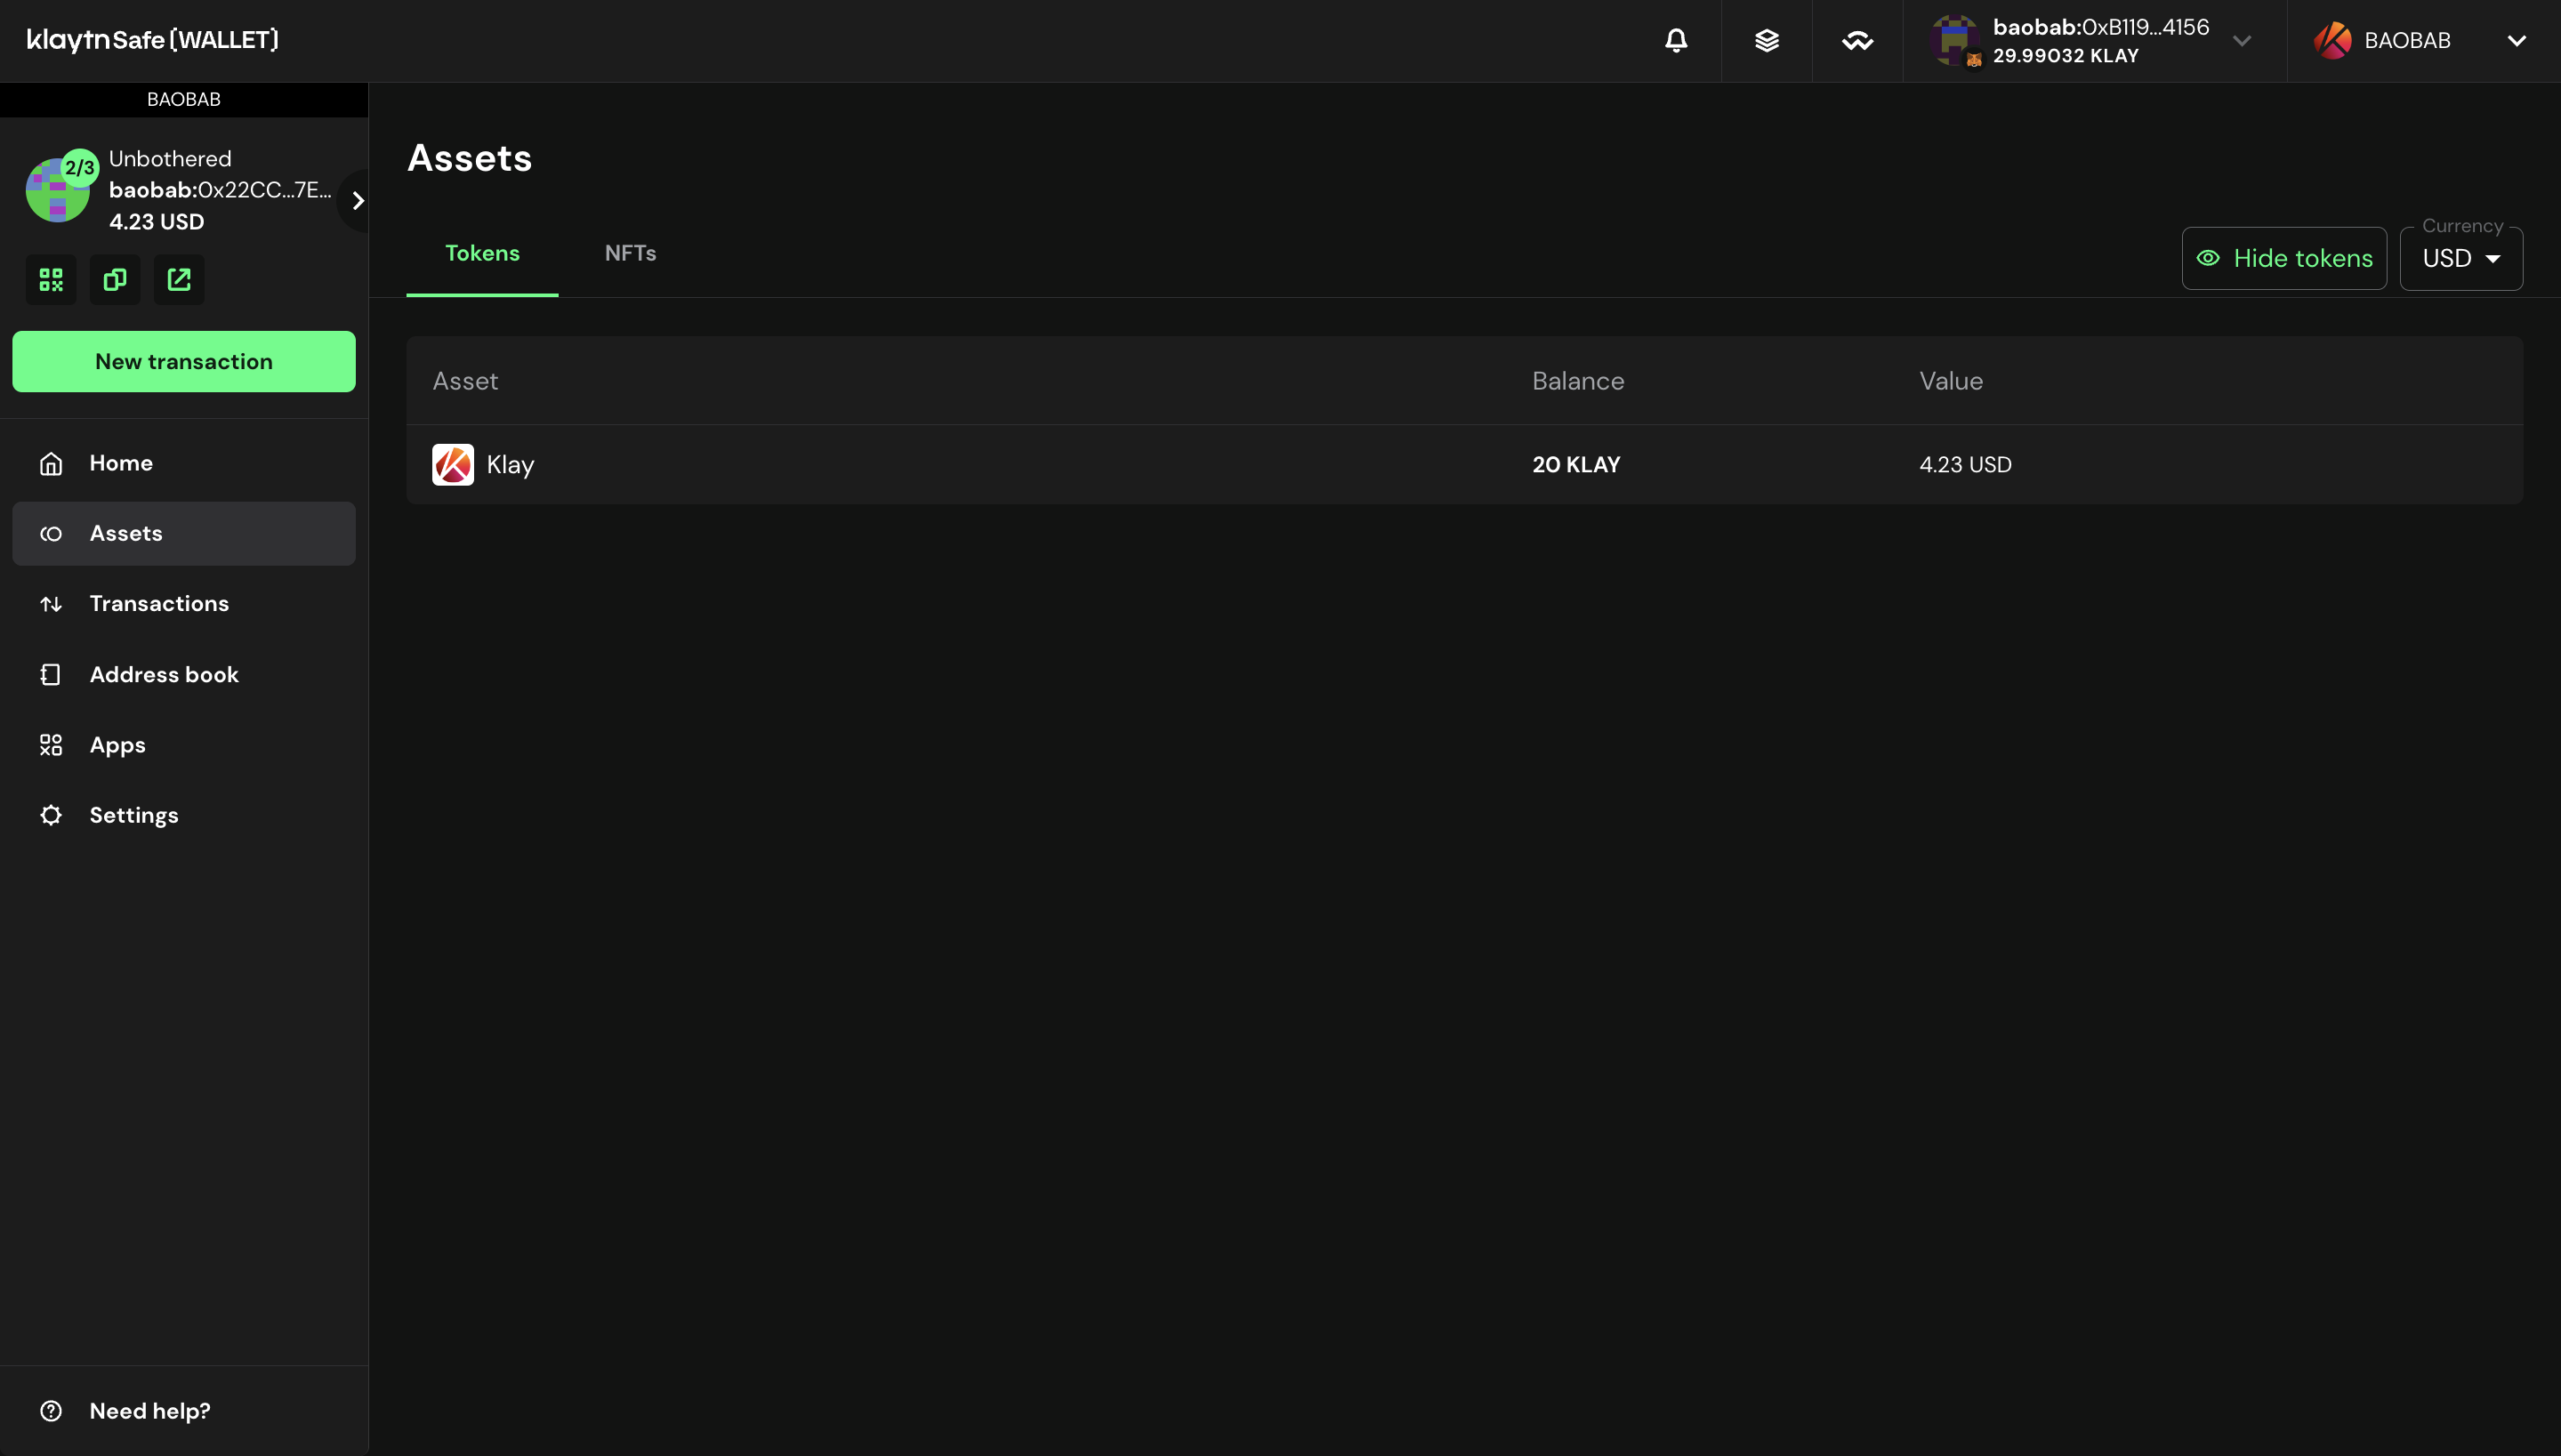 klaytn Safe [WALLET]
baobab:0xB119...4156
29.99032 KLAY
BAOBAB
BAOBAB
2/3
Unbothered
baobab:0x22CC...7E...
4.23 USD
New transaction
Home
Assets
Transactions
Address book
Apps
Settings
Need help?
Assets
Tokens
NFTs
Hide tokens
Currency
USD
Asset
Balance
Value
Klay
20 KLAY
4.23 USD